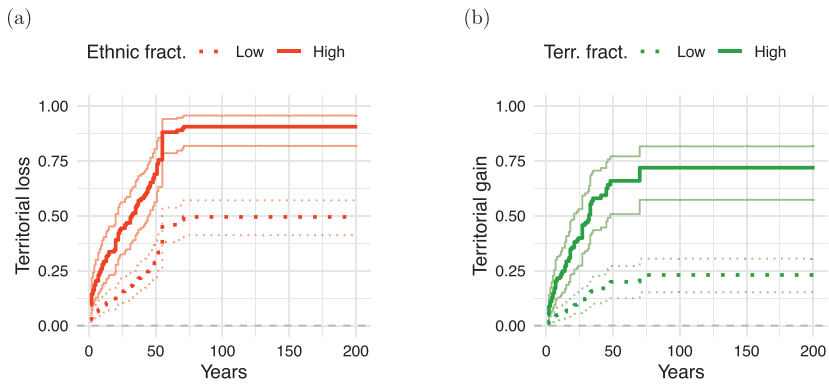 (a)
Ethnic fract. Low High
1.00
0.75
0.50
0.25
0.00
Territorial loss
0 50 100 150 200
Years
(b)
Terr. fract. Low High
1.00
0.75
0.50
0.25
0.00
Territorial gain
0 50 100 150 200
Years